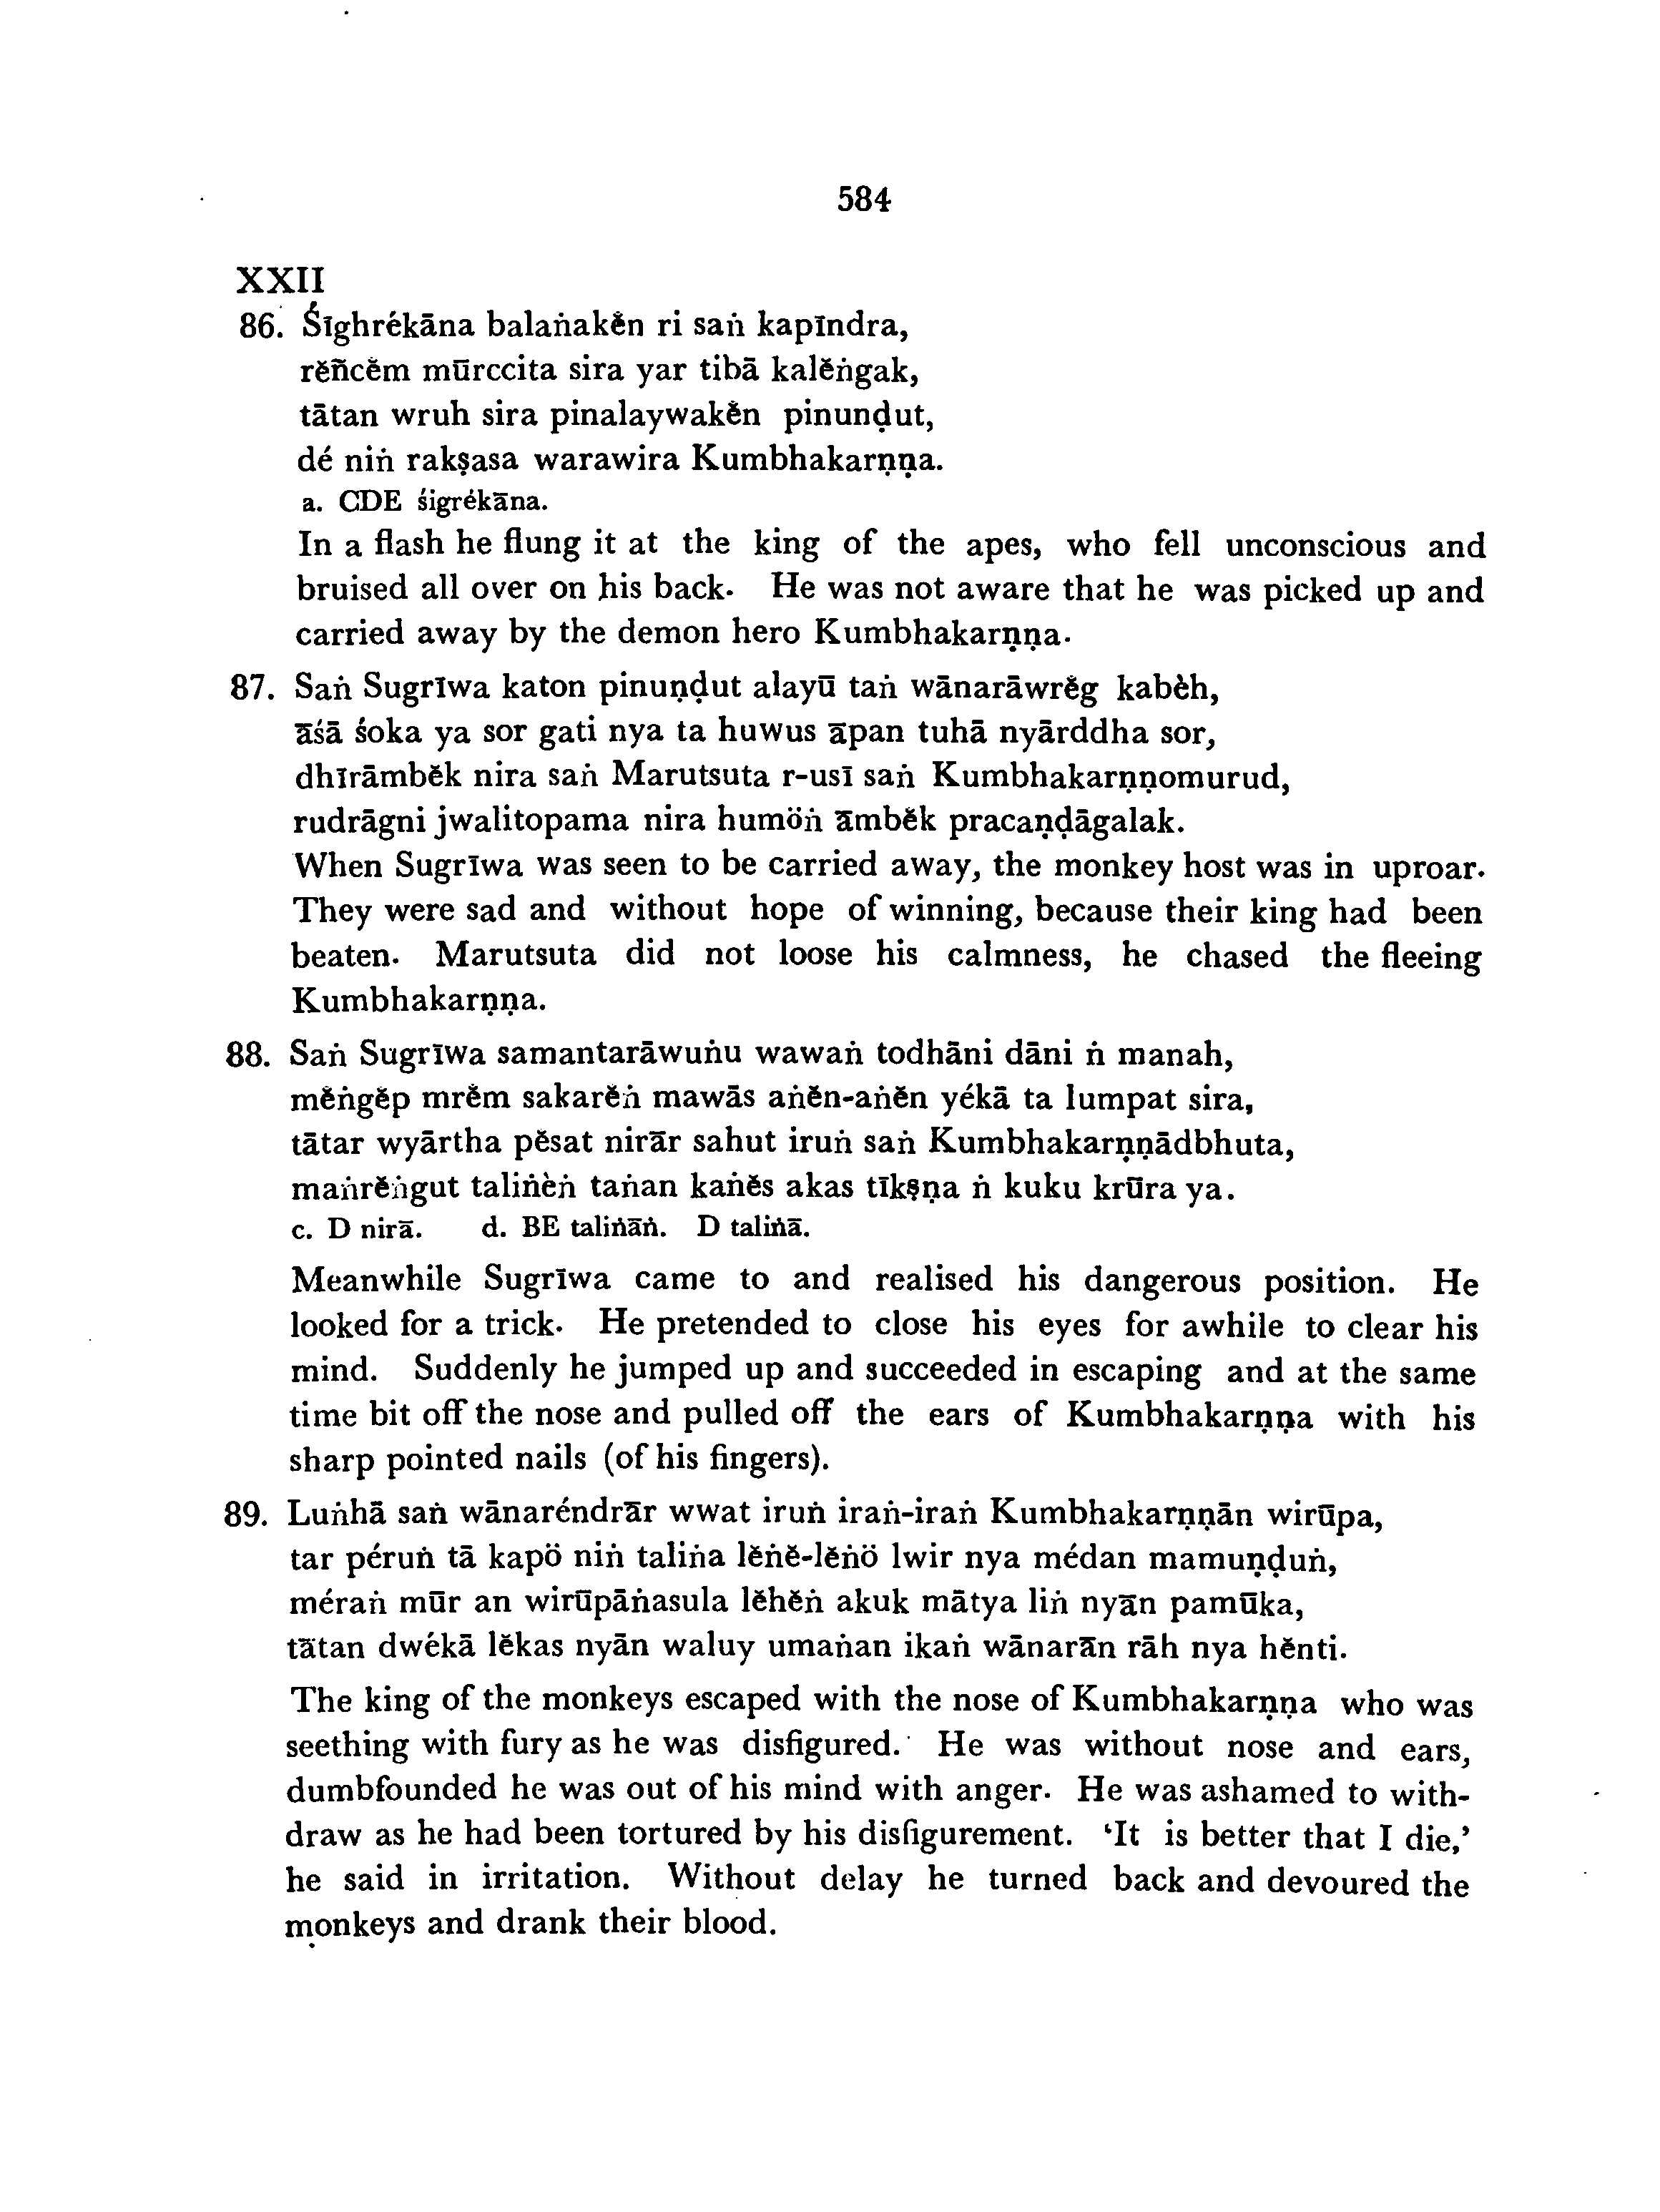 584
XXII
86. Śīghrékāna balaṅakĕn ri saṅ kapīndra,
rĕñcĕm mūrccita sira yar tibā kalĕṅgak,
tātan wruh sira pinalaywakĕn pinunḍut,
dé niṅ rakṣasa warawira Kumbhakarṇṇa.
a. CDE śigrékāna.
In a flash he flung it at the king of the apes, who fell unconscious and
bruised all over on his back. He was not aware that he was picked up and
carried away by the demon hero Kumbhakarṇṇa.
87. Saṅ Sugrīwa katon pinuṇḍut alayū taṅ wānarāwrĕg kabèh,
āśā śoka ya sor gati nya ta huwus āpan tuhā nyārddha sor,
dhīrāmbĕk nira saṅ Marutsuta r-usī saṅ Kumbhakarṇṇomurud,
rudrāgni jwalitopama nira humöṅ āmbĕk pracaṇḍāgalak.
When Sugrīwa was seen to be carried away, the monkey host was in uproar.
They were sad and without hope of winning, because their king had been
beaten. Marutsuta did not loose his calmness, he chased the fleeing
Kumbhakarṇṇa.
88. Saṅ Sugrīwa samantarāwuṅu wawaṅ todhāni dāni ṅ manah,
mĕṅgĕp mrĕm sakarĕṅ mawās aṅĕn-aṅĕn yékā ta lumpat sira,
tātar wyārtha pĕsat nirār sahut iruṅ saṅ Kumbhakarṇṇādbhuta,
maṅrĕṅgut taliṅèṅ taṅan kaṅĕs akas tīkṣṇa ṅ kuku krūra ya.
c. D nirā. d. BE taliṅāṅ. D taliṅā.
Meanwhile Sugrīwa came to and realised his dangerous position. He
looked for a trick. He pretended to close his eyes for awhile to clear his
mind. Suddenly he jumped up and succeeded in escaping and at the same
time bit off the nose and pulled off the ears of Kumbhakarṇṇa with his
sharp pointed nails (of his fingers).
89. Luṅhā saṅ wānaréndrār wwat iruṅ iraṅ-iraṅ Kumbhakarṇṇān wirūpa,
tar péruṅ tā kapö niṅ taliṅa lĕṅĕ-lĕṅö lwir nya médan mamuṇḍuṅ,
méraṅ mūr an wirūpāṅasula lĕhĕṅ akuk mātya liṅ nyān pamūka,
tātan dwékā lĕkas nyān waluy umaṅan ikaṅ wānarān rāh nya hĕnti.
The king of the monkeys escaped with the nose of Kumbhakarṇṇa who was
seething with fury as he was disfigured. He was without nose and ears,
dumbfounded he was out of his mind with anger. He was ashamed to with-
draw as he had been tortured by his disfigurement. ‘It is better that I die,’
he said in irritation. Without delay he turned back and devoured the
monkeys and drank their blood.